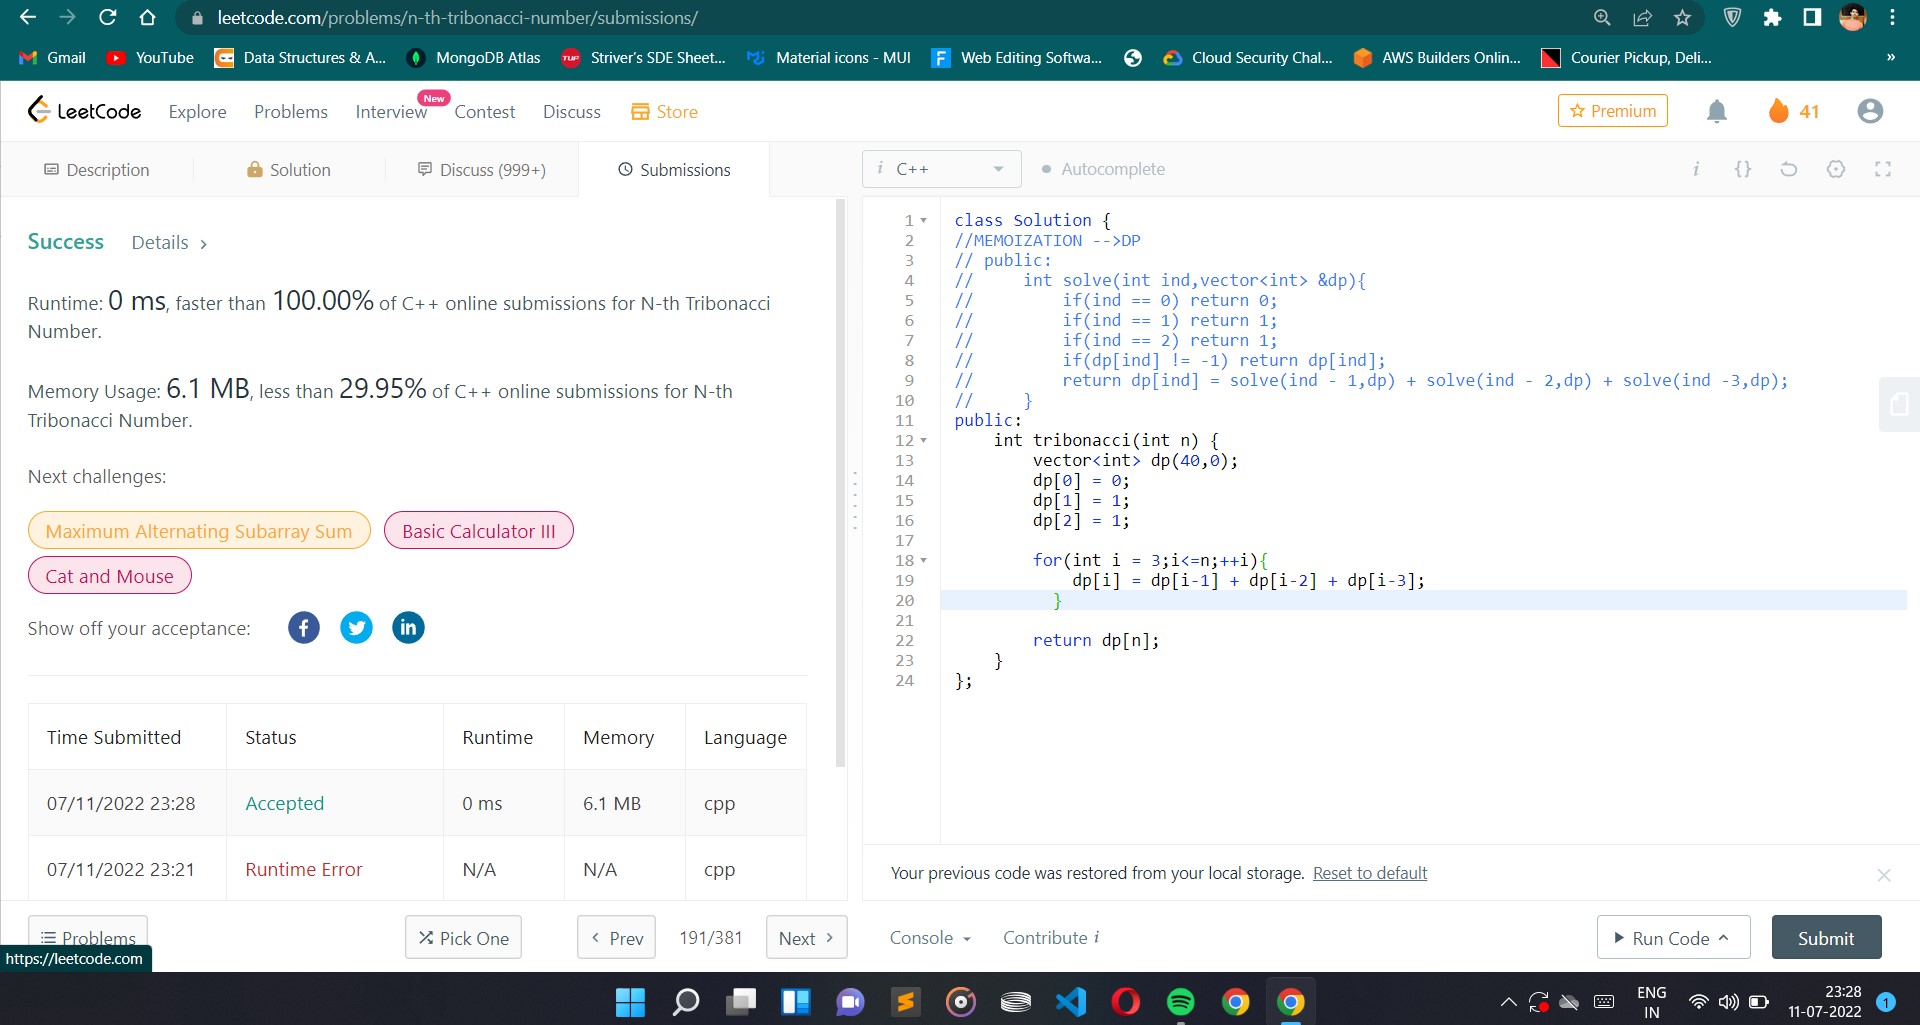 leetcode.com/problems/n-th-tribonacci-number/submissions/
Gmail YouTube Data Structures & A... MongoDB Atlas Striver's SDE Sheet... Material icons - MUI Web Editing Softwa... Cloud Security Chal... AWS Builders Onlin... Courier Pickup, Deli... »
LeetCode Explore Problems Interview New Contest Discuss Store Premium 41
Description Solution Discuss (999+) Submissions
i C++ Autocomplete i {}
Success Details >
Runtime: 0 ms, faster than 100.00% of C++ online submissions for N-th Tribonacci
Number.
Memory Usage: 6.1 MB, less than 29.95% of C++ online submissions for N-th
Tribonacci Number.
Next challenges:
Maximum Alternating Subarray Sum Basic Calculator III
Cat and Mouse
Show off your acceptance:
Time Submitted Status Runtime Memory Language
07/11/2022 23:28 Accepted 0 ms 6.1 MB cpp
07/11/2022 23:21 Runtime Error N/A N/A cpp
1 class Solution {
2 //MEMOIZATION -->DP
3 // public:
4 //     int solve(int ind,vector<int> &dp){
5 //         if(ind == 0) return 0;
6 //         if(ind == 1) return 1;
7 //         if(ind == 2) return 1;
8 //         if(dp[ind] != -1) return dp[ind];
9 //         return dp[ind] = solve(ind - 1,dp) + solve(ind - 2,dp) + solve(ind -3,dp);
10 //     }
11 public:
12     int tribonacci(int n) {
13         vector<int> dp(40,0);
14         dp[0] = 0;
15         dp[1] = 1;
16         dp[2] = 1;
17
18         for(int i = 3;i<=n;++i){
19             dp[i] = dp[i-1] + dp[i-2] + dp[i-3];
20           }
21
22         return dp[n];
23     }
24 };
Your previous code was restored from your local storage. Reset to default
Problems Pick One < Prev 191/381 Next > Console Contribute i Run Code Submit
https://leetcode.com
ENG
IN
23:28
11-07-2022
1